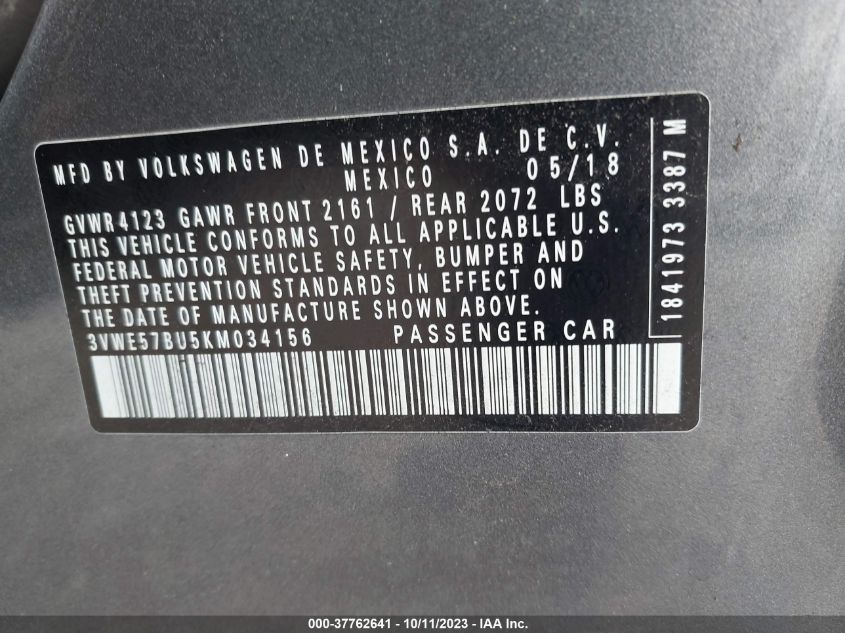 MFD BY VOLKSWAGEN DE MEXICO S.A. DE C.V.
MEXICO 05/18
GVWR4123 GAWR FRONT 2161 / REAR 2072 LBS
THIS VEHICLE CONFORMS TO ALL APPLICABLE U.S.
FEDERAL MOTOR VEHICLE SAFETY, BUMPER AND
THEFT PREVENTION STANDARDS IN EFFECT ON
THE DATE OF MANUFACTURE SHOWN ABOVE.
3VWE57BU5KM034156 PASSENGER CAR
1841973 3387 M
000-37762641 - 10/11/2023 - IAA Inc.